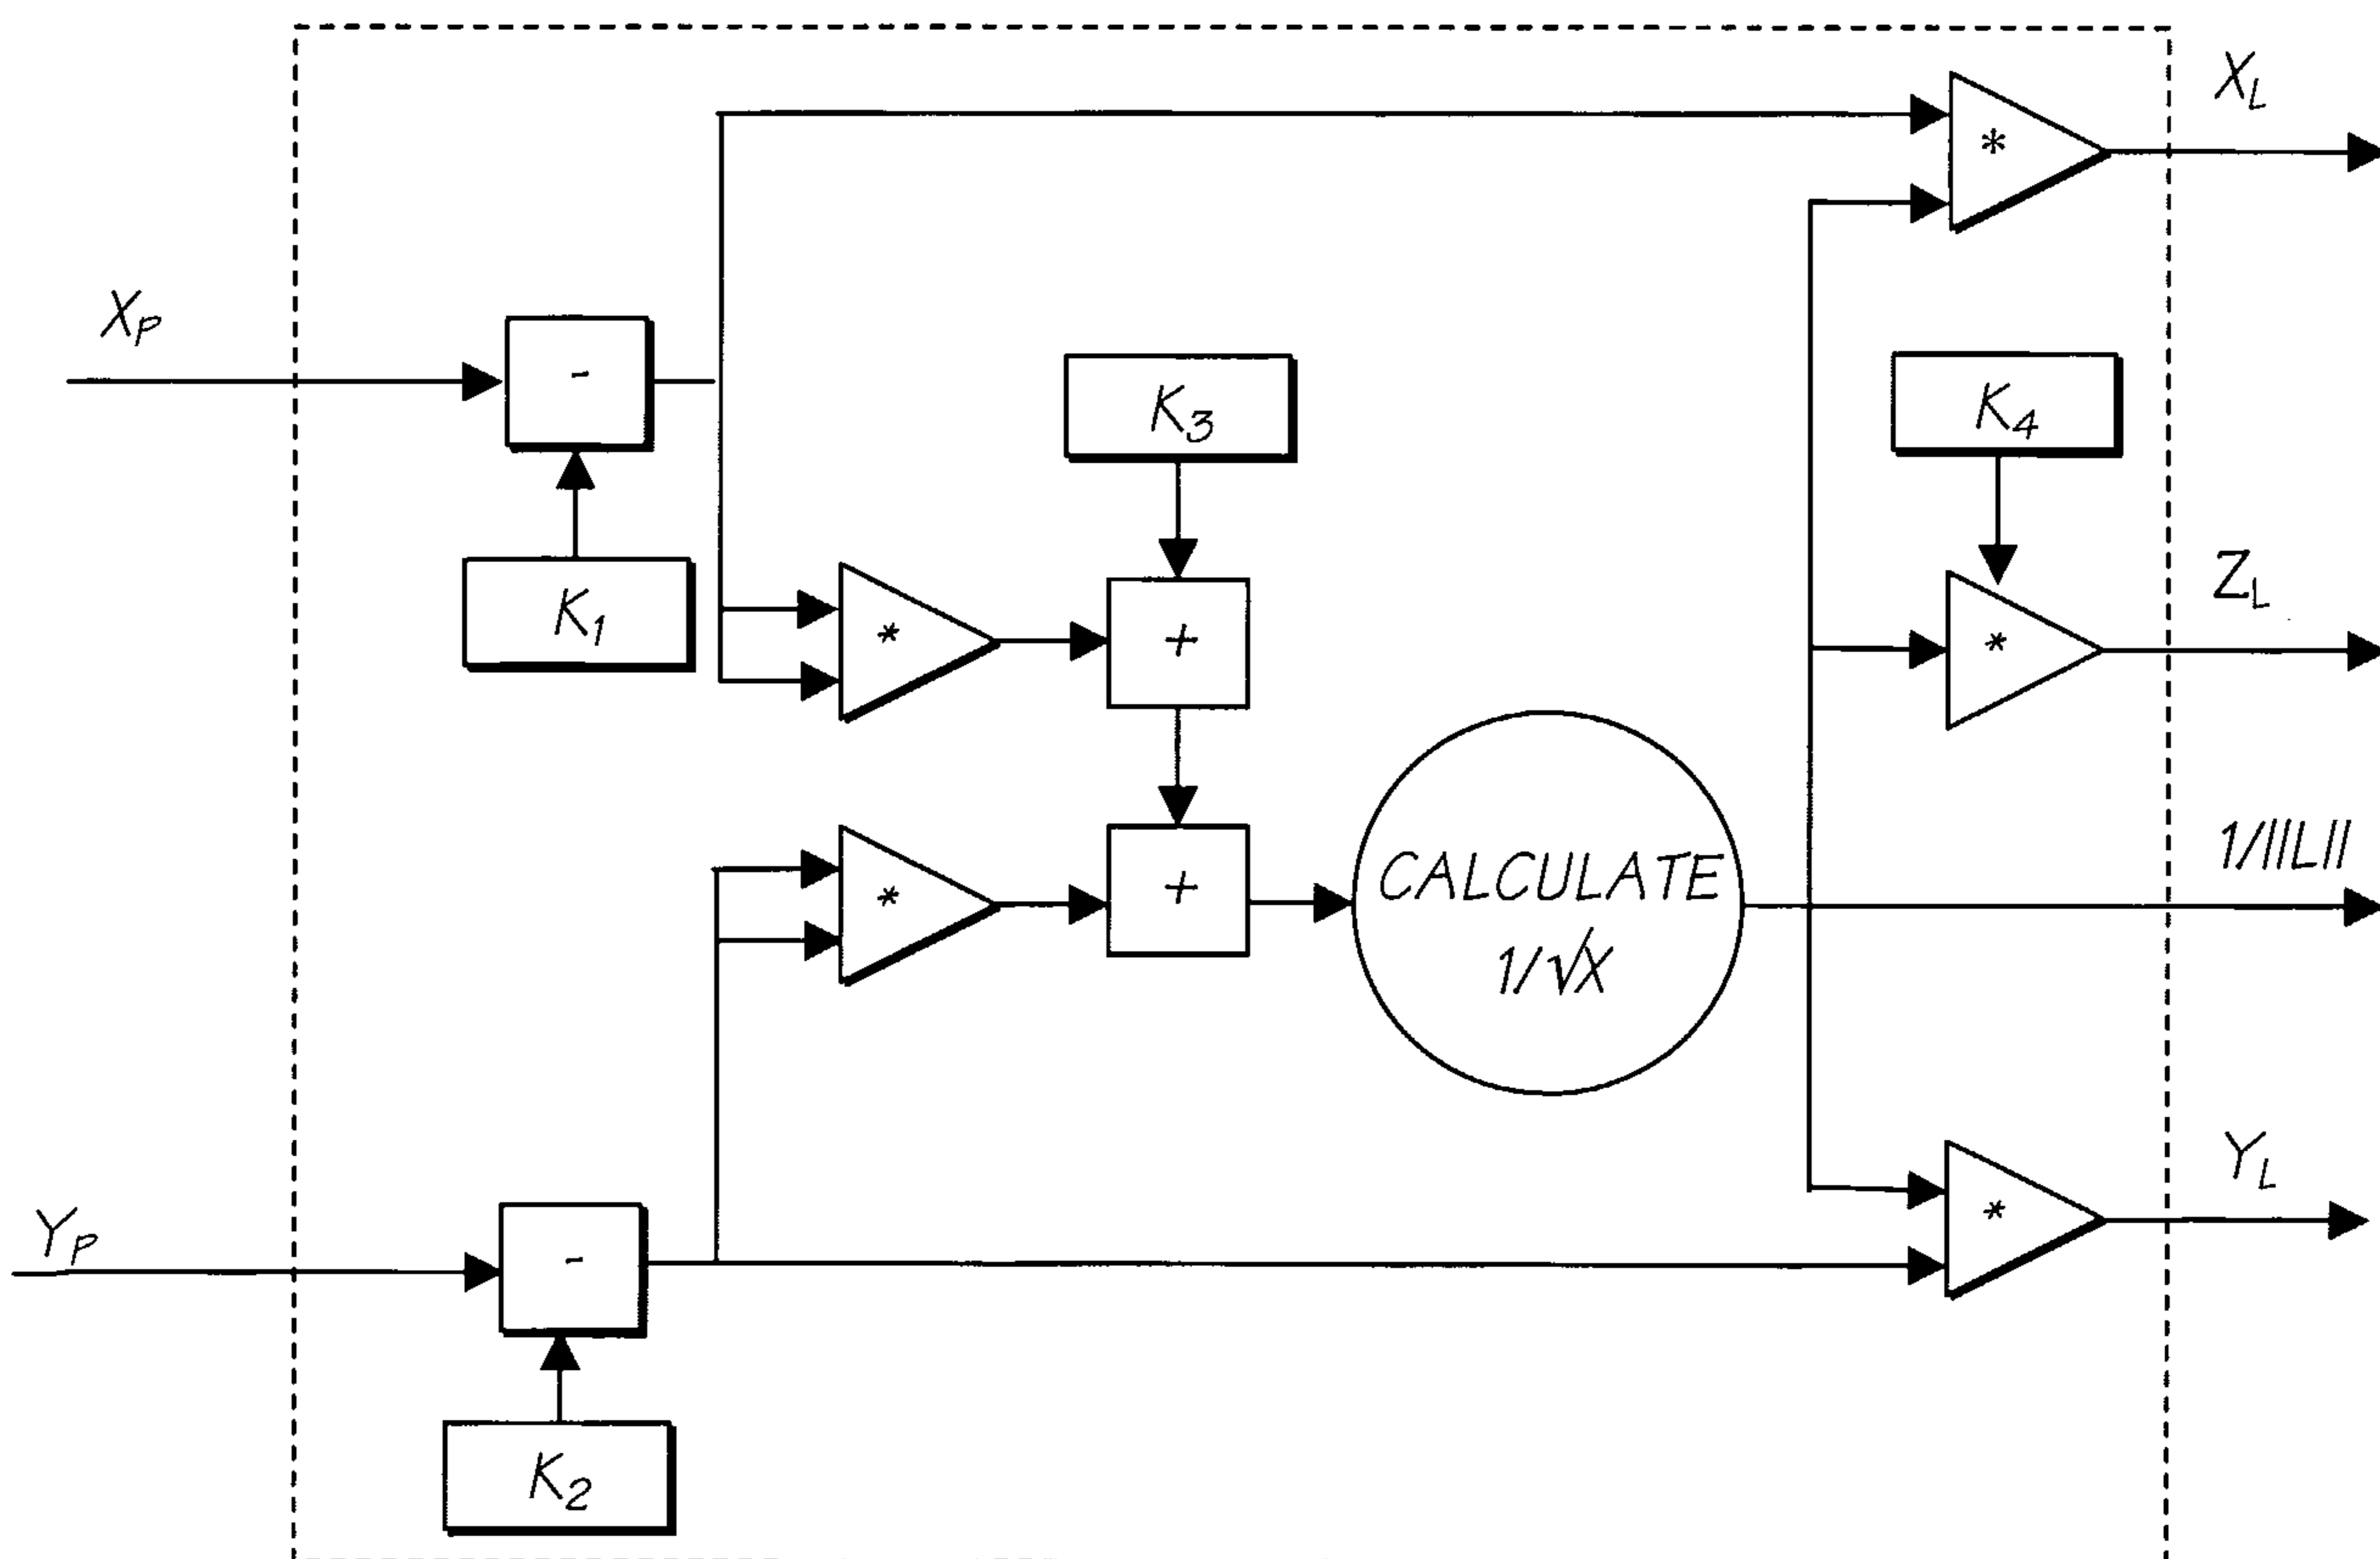 X_L
*
X_P
-
K_3
K_4
K_1
*
+
*
Z_L
*
+
CALCULATE
1/√X
1/||L||
Y_P
-
*
Y_L
K_2